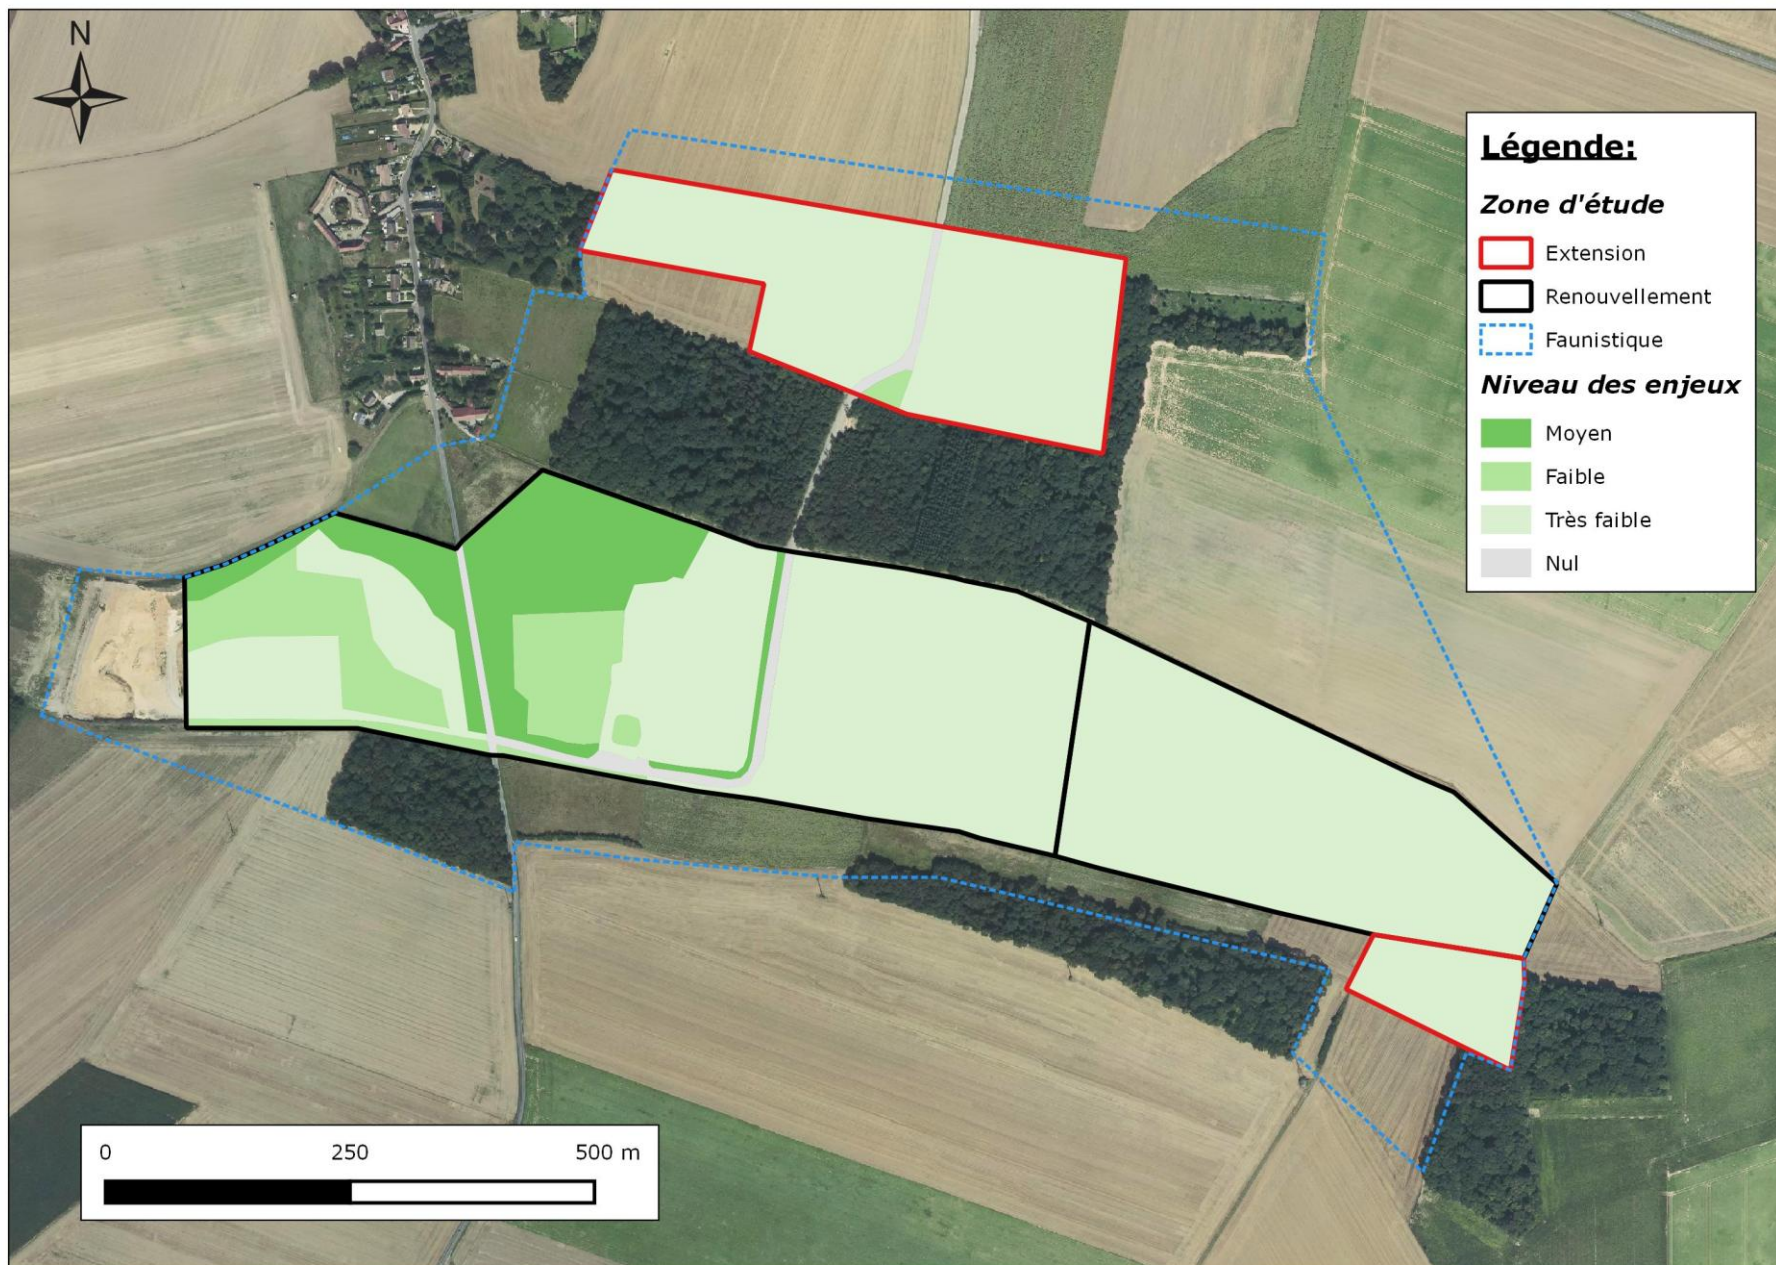 N
Légende:
Zone d'étude
Extension
Renouvellement
Faunistique
Niveau des enjeux
Moyen
Faible
Très faible
Nul
0 250 500 m